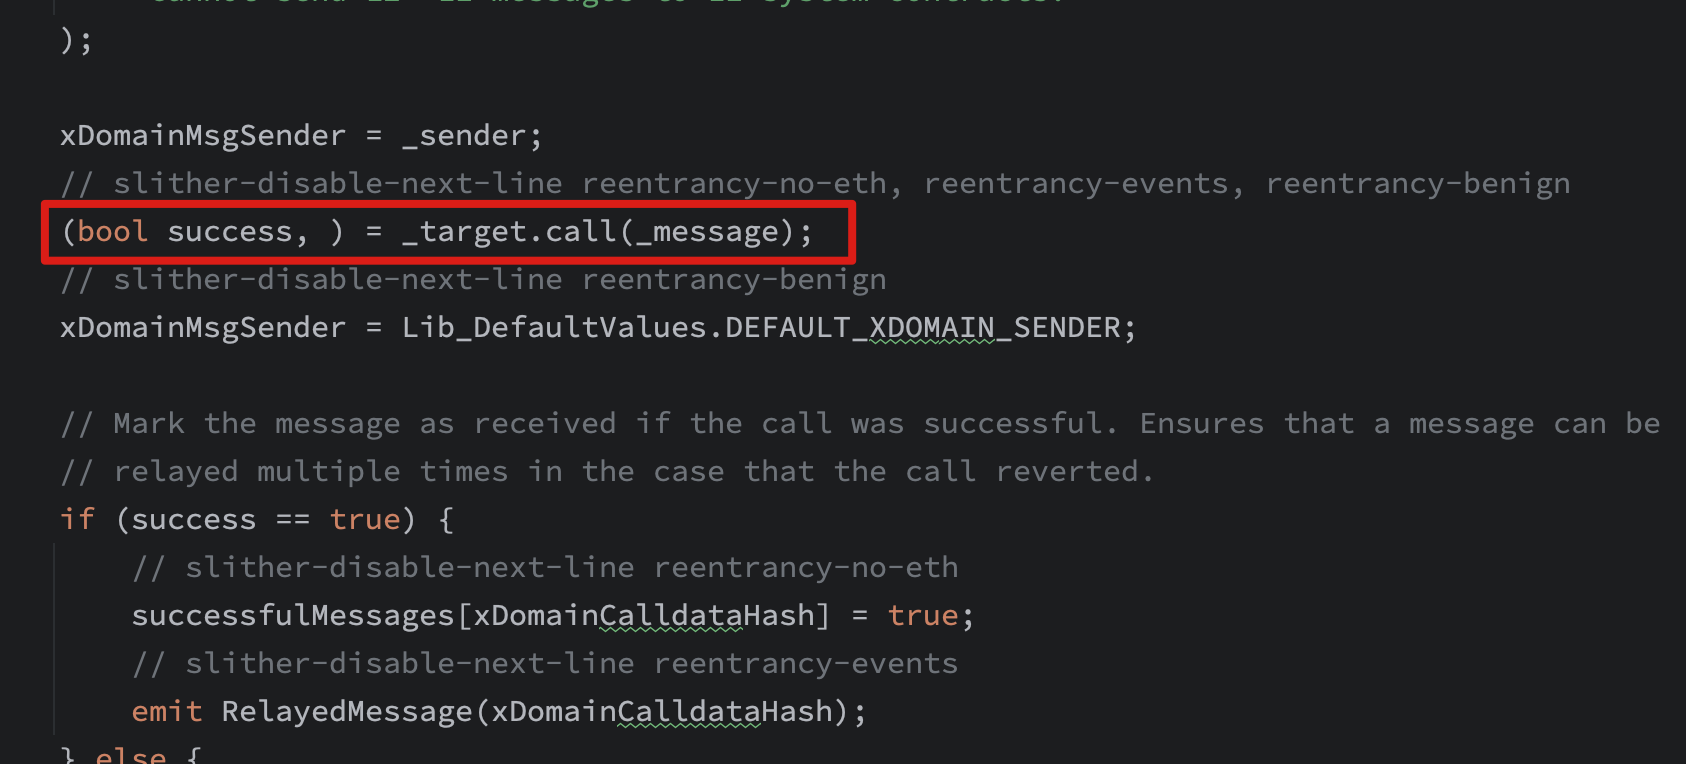 );
xDomainMsgSender = _sender;
// slither-disable-next-line reentrancy-no-eth, reentrancy-events, reentrancy-benign
(bool success, ) = _target.call(_message);
// slither-disable-next-line reentrancy-benign
xDomainMsgSender = Lib_DefaultValues.DEFAULT_XDOMAIN_SENDER;
// Mark the message as received if the call was successful. Ensures that a message can be
// relayed multiple times in the case that the call reverted.
if (success == true) {
// slither-disable-next-line reentrancy-no-eth
successfulMessages[xDomainCalldataHash] = true;
// slither-disable-next-line reentrancy-events
emit RelayedMessage(xDomainCalldataHash);
} else {